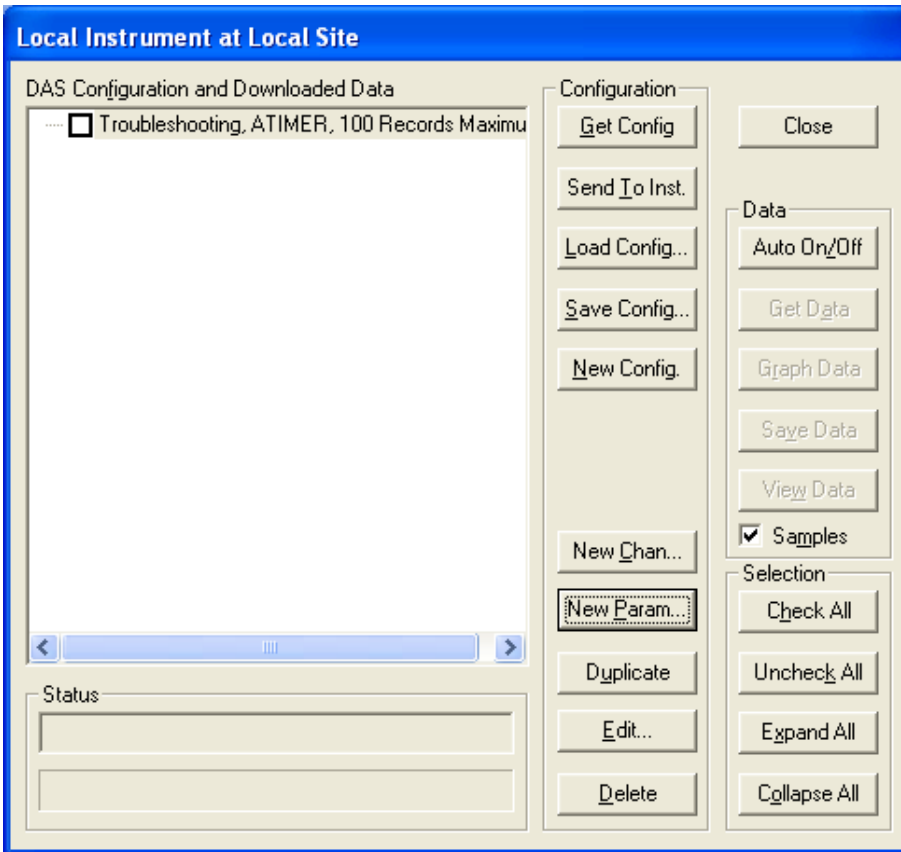 Local Instrument at Local Site
DAS Configuration and Downloaded Data
Troubleshooting, ATIMER, 100 Records Maximu
Status
Configuration
Get Config
Send To Inst.
Load Config...
Save Config...
New Config.
New Chan...
New Param...
Duplicate
Edit...
Delete
Close
Data
Auto On/Off
Get Data
Graph Data
Save Data
View Data
Samples
Selection
Check All
Uncheck All
Expand All
Collapse All